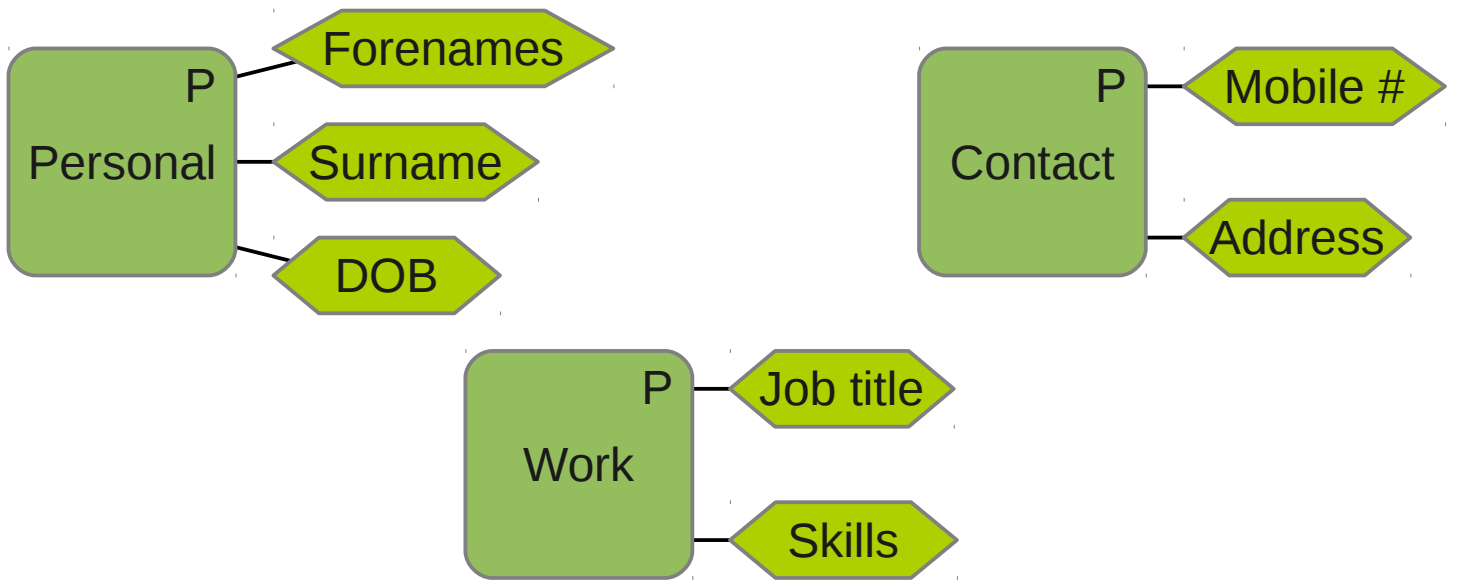 P
Personal
Forenames
Surname
DOB
P
Contact
Mobile #
Address
P
Work
Job title
Skills